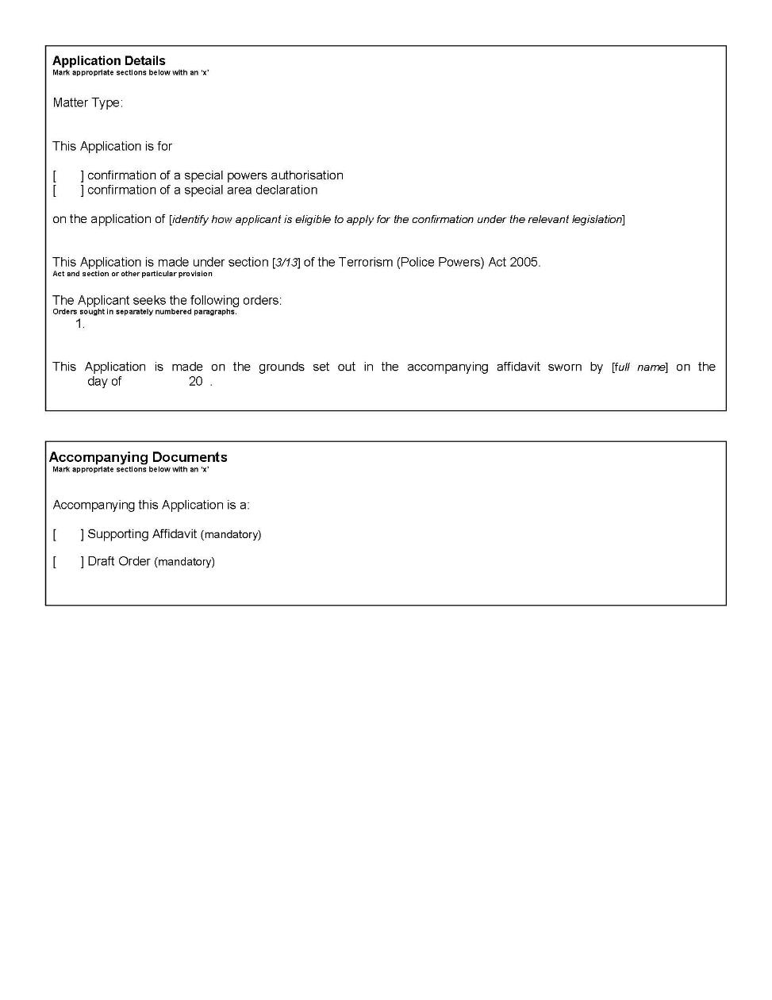 Application Details
Mark appropriate sections below with an ‘x’
Matter Type:
This Application is for
[ ] confirmation of a special powers authorisation
[ ] confirmation of a special area declaration
on the application of [identify how applicant is eligible to apply for the confirmation under the relevant legislation]
This Application is made under section [3/13] of the Terrorism (Police Powers) Act 2005.
Act and section or other particular provision
The Applicant seeks the following orders:
Orders sought in separately numbered paragraphs.
1.
This Application is made on the grounds set out in the accompanying affidavit sworn by [full name] on the
day of 20 .
Accompanying Documents
Mark appropriate sections below with an ‘x’
Accompanying this Application is a:
[ ] Supporting Affidavit (mandatory)
[ ] Draft Order (mandatory)